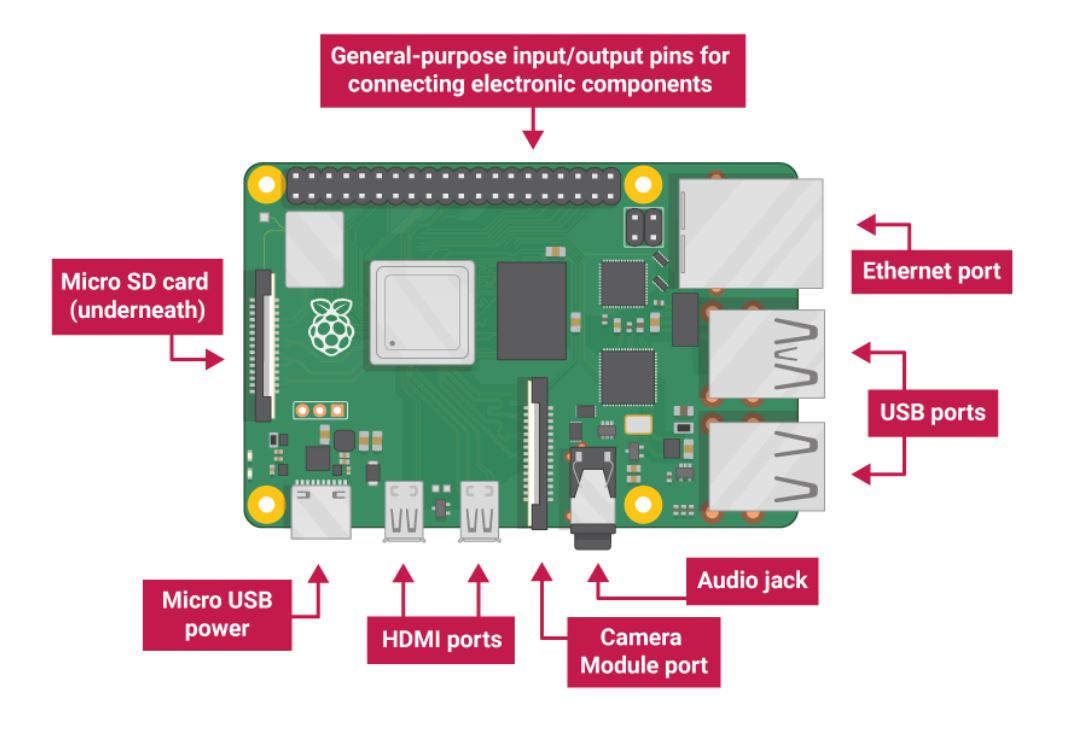 General-purpose input/output pins for
connecting electronic components
Micro SD card
(underneath)
Ethernet port
USB ports
Micro USB
power
HDMI ports
Camera
Module port
Audio jack